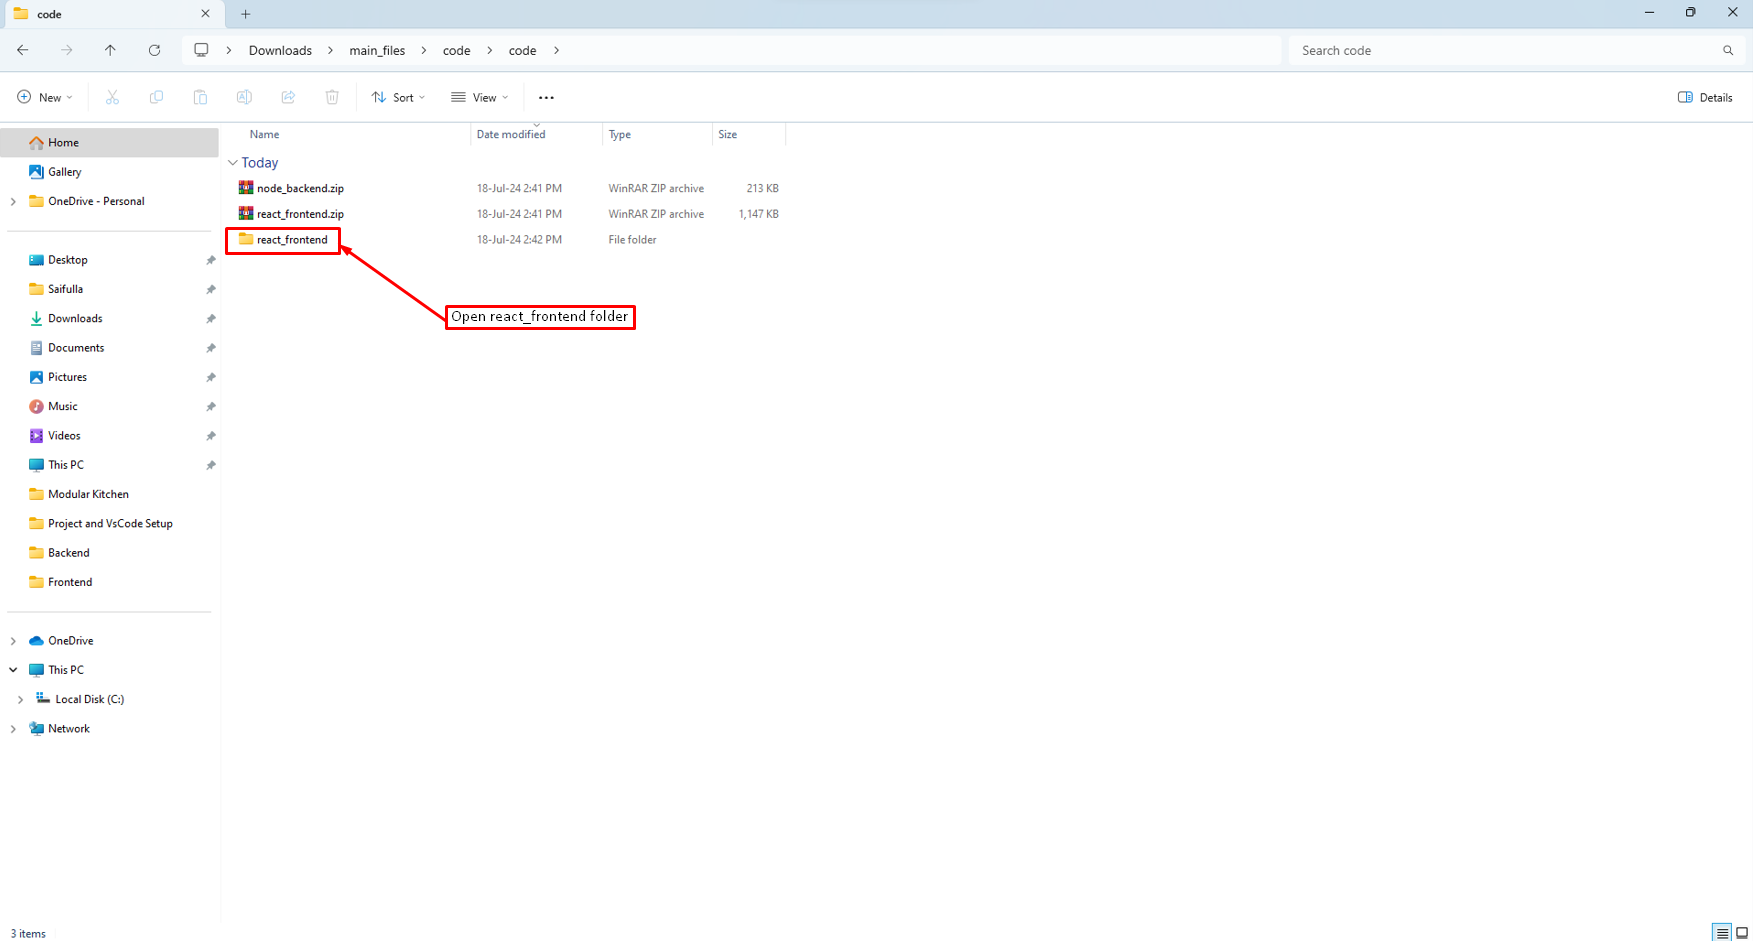 code
Downloads > main_files > code > code >
Search code
New
Sort
View
Details
Name Date modified Type Size
Today
node_backend.zip 18-Jul-24 2:41 PM WinRAR ZIP archive 213 KB
react_frontend.zip 18-Jul-24 2:41 PM WinRAR ZIP archive 1,147 KB
react_frontend 18-Jul-24 2:42 PM File folder
Open react_frontend folder
Home
Gallery
OneDrive - Personal
Desktop
Saifulla
Downloads
Documents
Pictures
Music
Videos
This PC
Modular Kitchen
Project and VsCode Setup
Backend
Frontend
OneDrive
This PC
Local Disk (C:)
Network
3 items